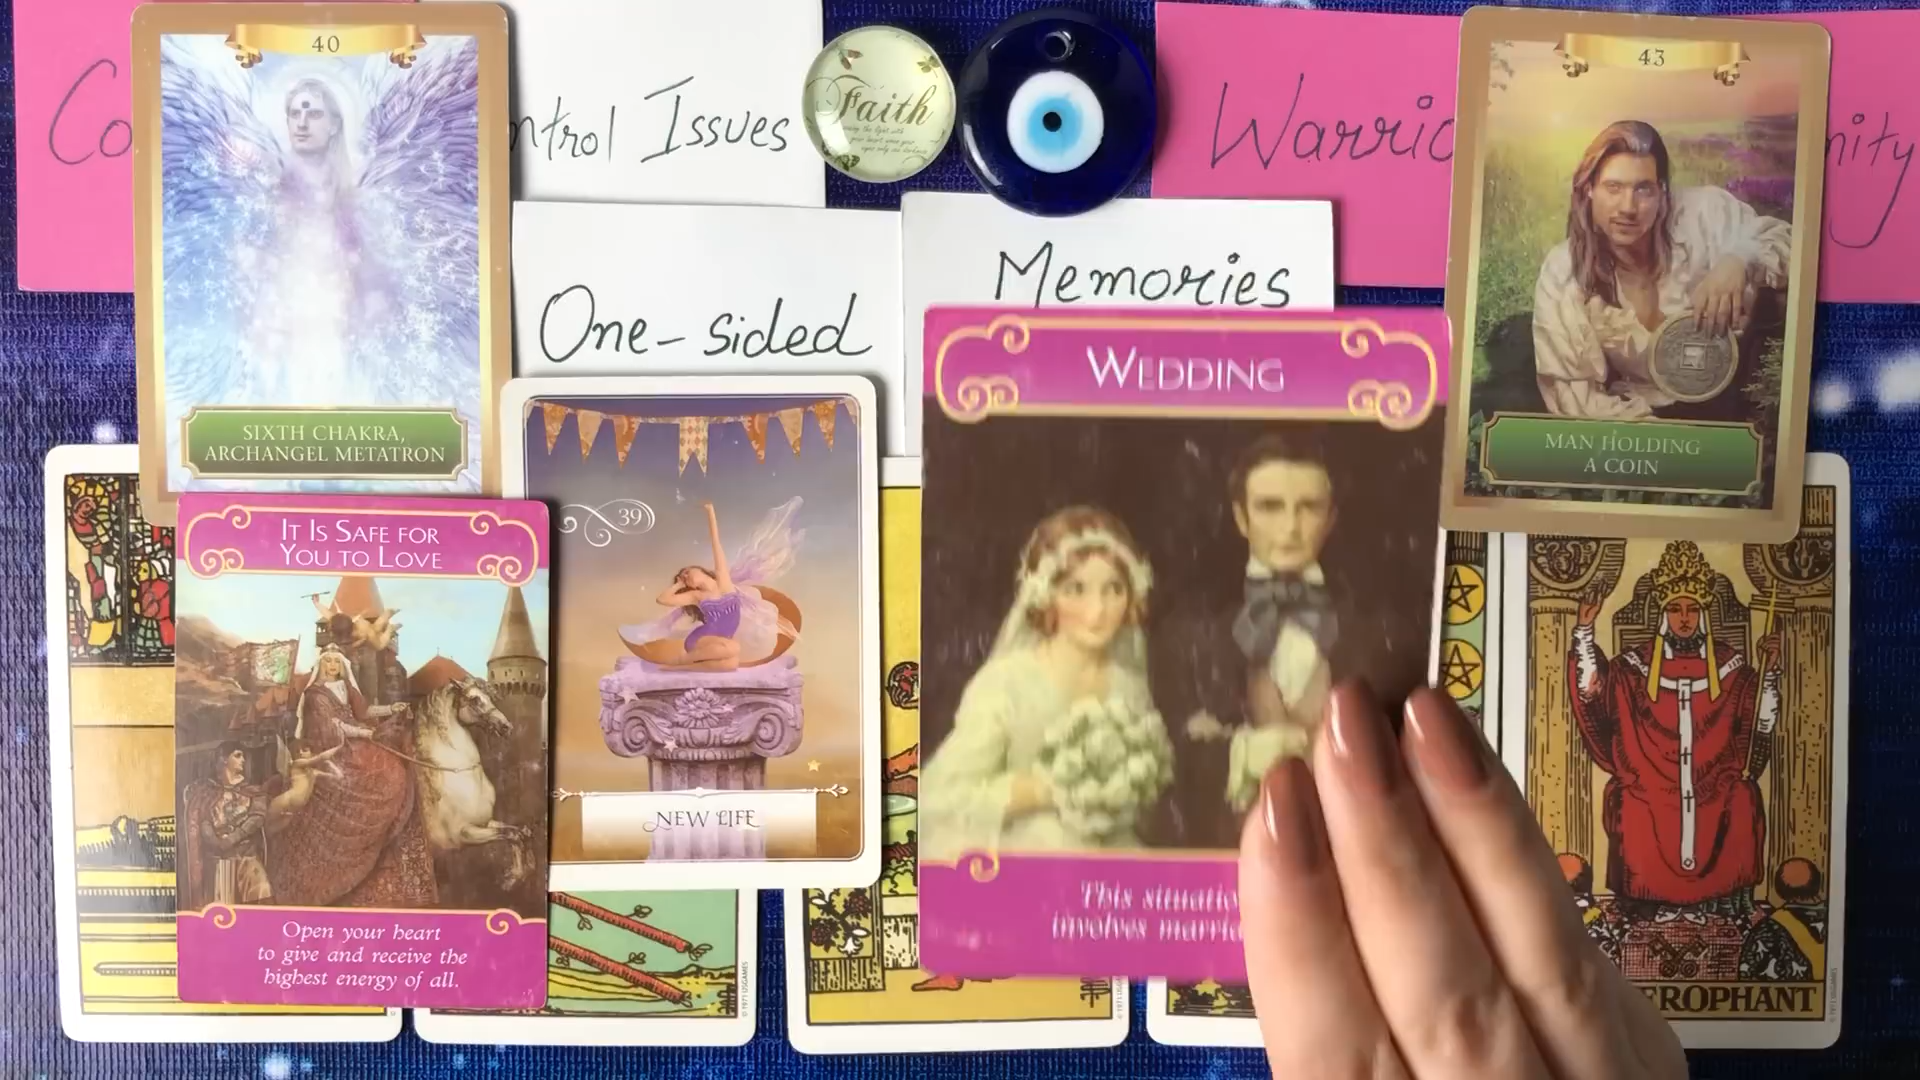 Co
ntrol Issues
Faith
Warrio
nity
40
43
One-sided
Memories
SIXTH CHAKRA,
ARCHANGEL METATRON
MAN HOLDING
A COIN
WEDDING
IT IS SAFE FOR
YOU TO LOVE
39
NEW LIFE
Open your heart
to give and receive the
highest energy of all.
This situatio
involves marria
EROPHANT